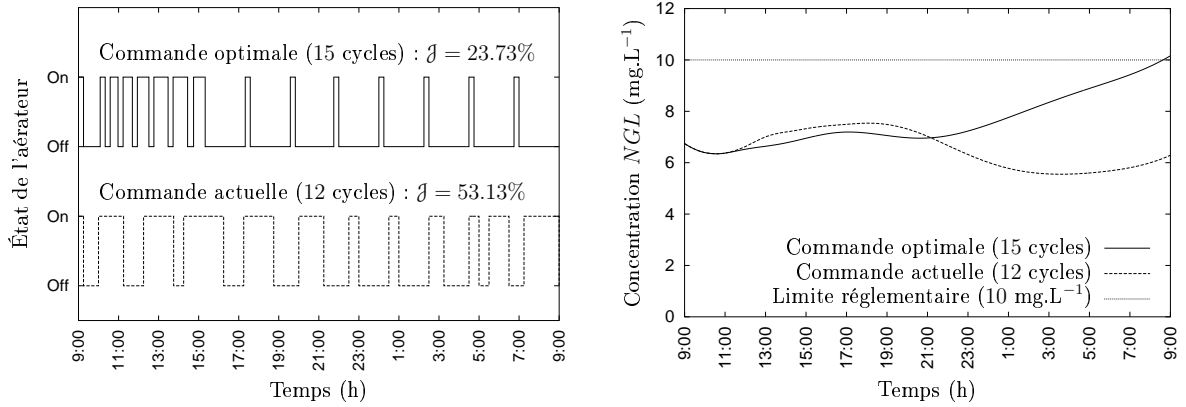 Commande optimale (15 cycles) : 𝒥 = 23.73%
On
Off
Commande actuelle (12 cycles) : 𝒥 = 53.13%
On
Off
État de l'aérateur
9:00 11:00 13:00 15:00 17:00 19:00 21:00 23:00 1:00 3:00 5:00 7:00 9:00
Temps (h)
12
10
8
6
4
2
0
Concentration NGL (mg.L⁻¹)
Commande optimale (15 cycles)
Commande actuelle (12 cycles)
Limite réglementaire (10 mg.L⁻¹)
9:00 11:00 13:00 15:00 17:00 19:00 21:00 23:00 1:00 3:00 5:00 7:00 9:00
Temps (h)